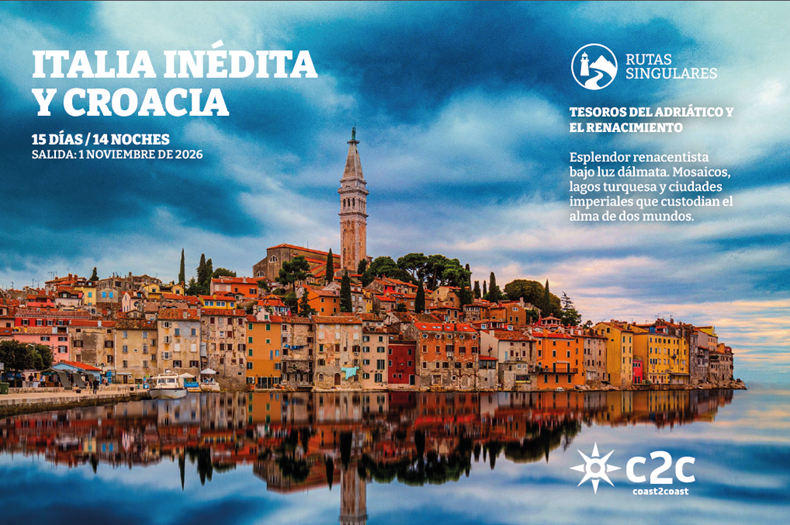 ITALIA INÉDITA
Y CROACIA
15 DÍAS / 14 NOCHES
SALIDA: 1 NOVIEMBRE DE 2026
RUTAS
SINGULARES
TESOROS DEL ADRIÁTICO Y
EL RENACIMIENTO
Esplendor renacentista
bajo luz dálmata. Mosaicos,
lagos turquesa y ciudades
imperiales que custodian el
alma de dos mundos.
c2c
coast2coast